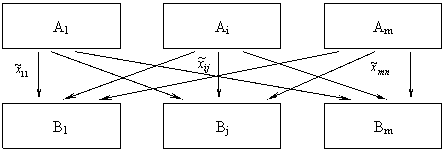 A₁ Aᵢ Aₘ
x̃₁₁ x̃ᵢⱼ x̃ₘₙ
B₁ Bⱼ Bₘ